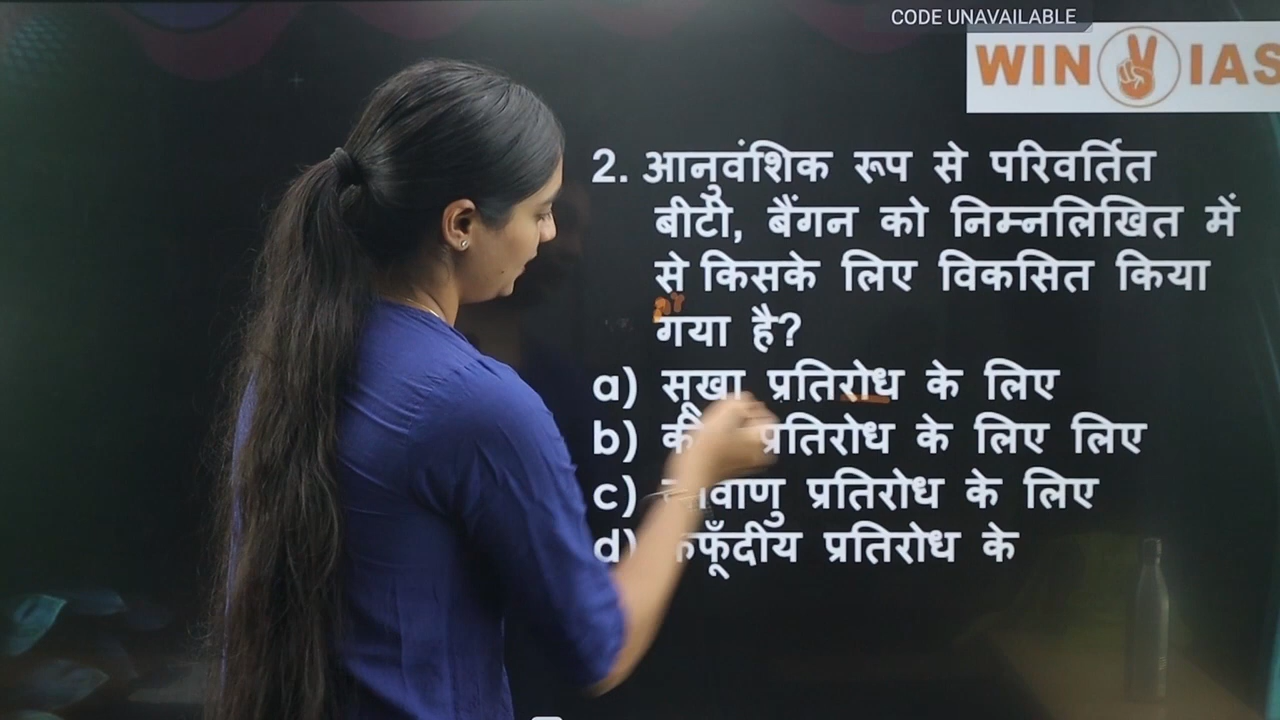 CODE UNAVAILABLE
WIN IAS
2. आनुवंशिक रूप से परिवर्तित
बीटी, बैंगन को निम्नलिखित में
से किसके लिए विकसित किया
गया है?
a) सूखा प्रतिरोध के लिए
b) प्रतिरोध के लिए लिए
c) प्रतिरोध के लिए
d) प्रतिरोध के